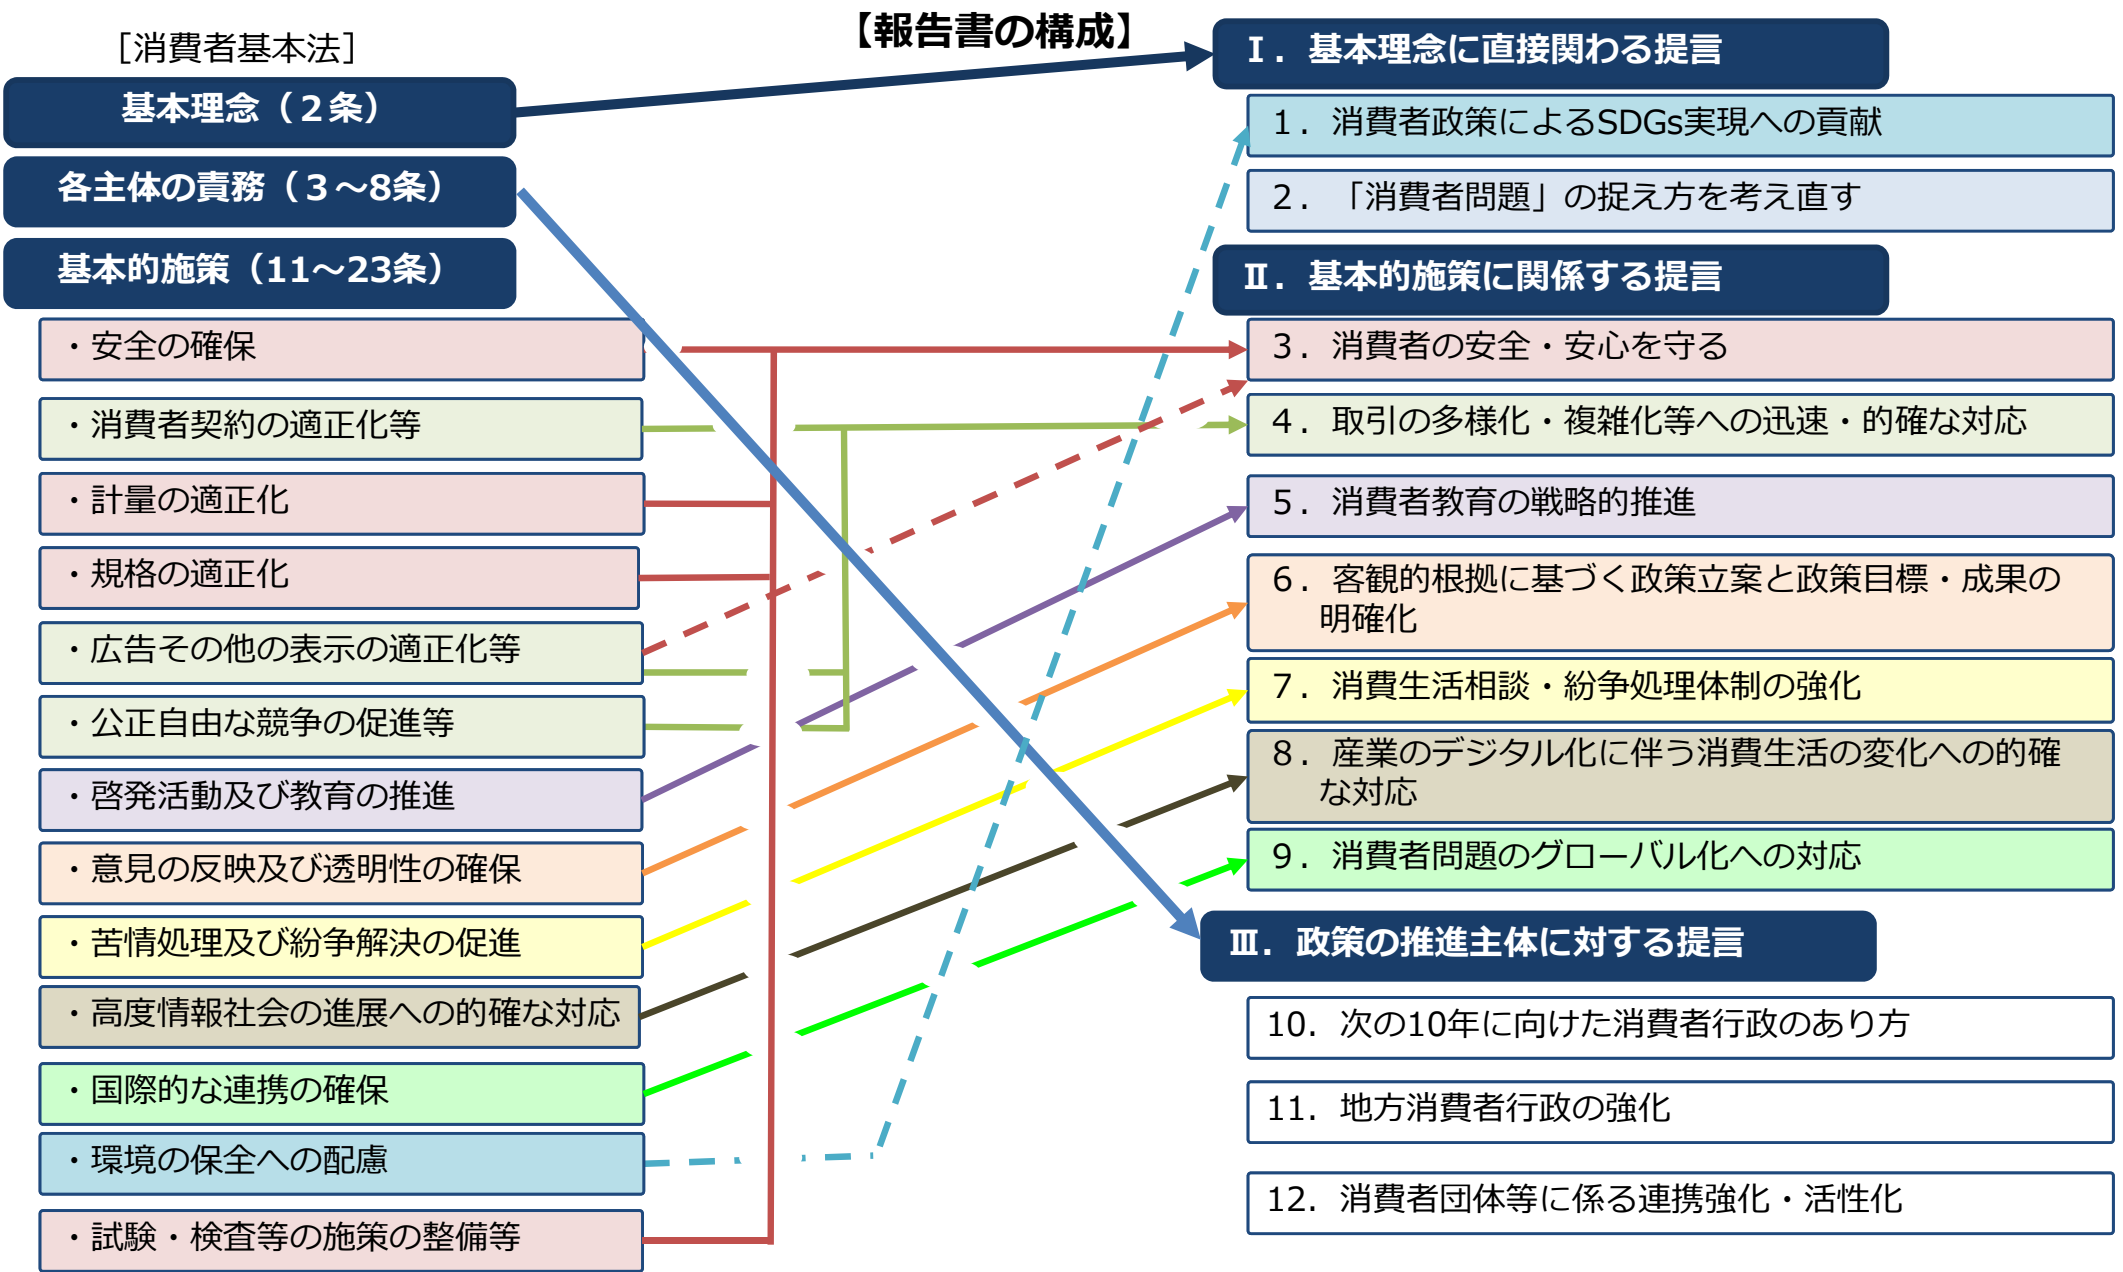 【報告書の構成】
［消費者基本法］
基本理念（２条）
各主体の責務（３～8条）
基本的施策（11～23条）
・安全の確保
・消費者契約の適正化等
・計量の適正化
・規格の適正化
・広告その他の表示の適正化等
・公正自由な競争の促進等
・啓発活動及び教育の推進
・意見の反映及び透明性の確保
・苦情処理及び紛争解決の促進
・高度情報社会の進展への的確な対応
・国際的な連携の確保
・環境の保全への配慮
・試験・検査等の施策の整備等
Ⅰ．基本理念に直接関わる提言
１．消費者政策によるSDGs実現への貢献
２．「消費者問題」の捉え方を考え直す
Ⅱ．基本的施策に関係する提言
３．消費者の安全・安心を守る
４．取引の多様化・複雑化等への迅速・的確な対応
５．消費者教育の戦略的推進
６．客観的根拠に基づく政策立案と政策目標・成果の
明確化
７．消費生活相談・紛争処理体制の強化
８．産業のデジタル化に伴う消費生活の変化への的確
な対応
９．消費者問題のグローバル化への対応
Ⅲ．政策の推進主体に対する提言
10．次の10年に向けた消費者行政のあり方
11．地方消費者行政の強化
12．消費者団体等に係る連携強化・活性化